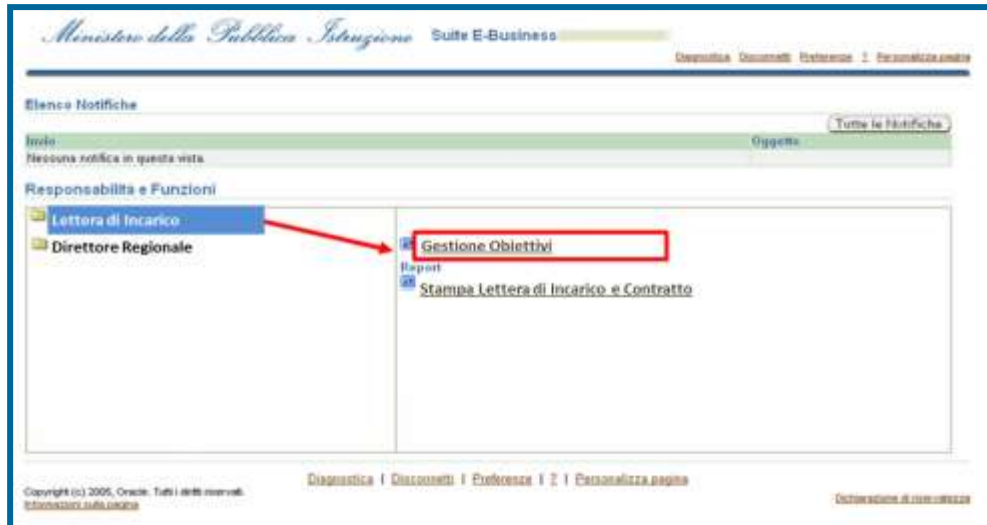 Ministero della Pubblica Istruzione Suite E-Business
Diagnostica Disconnetti Preferenze ? Personalizza pagina
Elenco Notifiche
Tutte le Notifiche
Invio Oggetto
Nessuna notifica in questa vista.
Responsabilità e Funzioni
Lettera di Incarico
Direttore Regionale
Gestione Obiettivi
Report
Stampa Lettera di Incarico e Contratto
Diagnostica | Disconnetti | Preferenze | ? | Personalizza pagina
Copyright (c) 2005, Oracle. Tutti i diritti riservati.
Informazioni sulla pagina
Dichiarazione di riservatezza